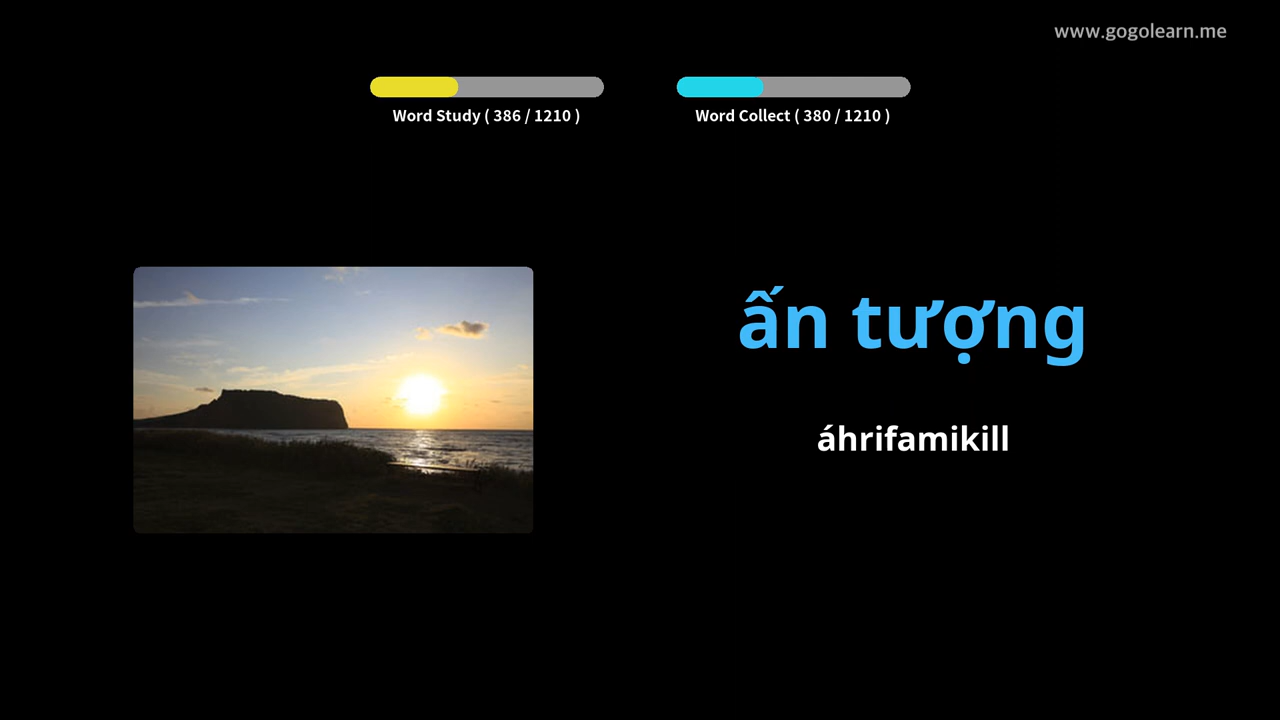 www.gogolearn.me
Word Study ( 386 / 1210 )
Word Collect ( 380 / 1210 )
ấn tượng
áhrifamikill